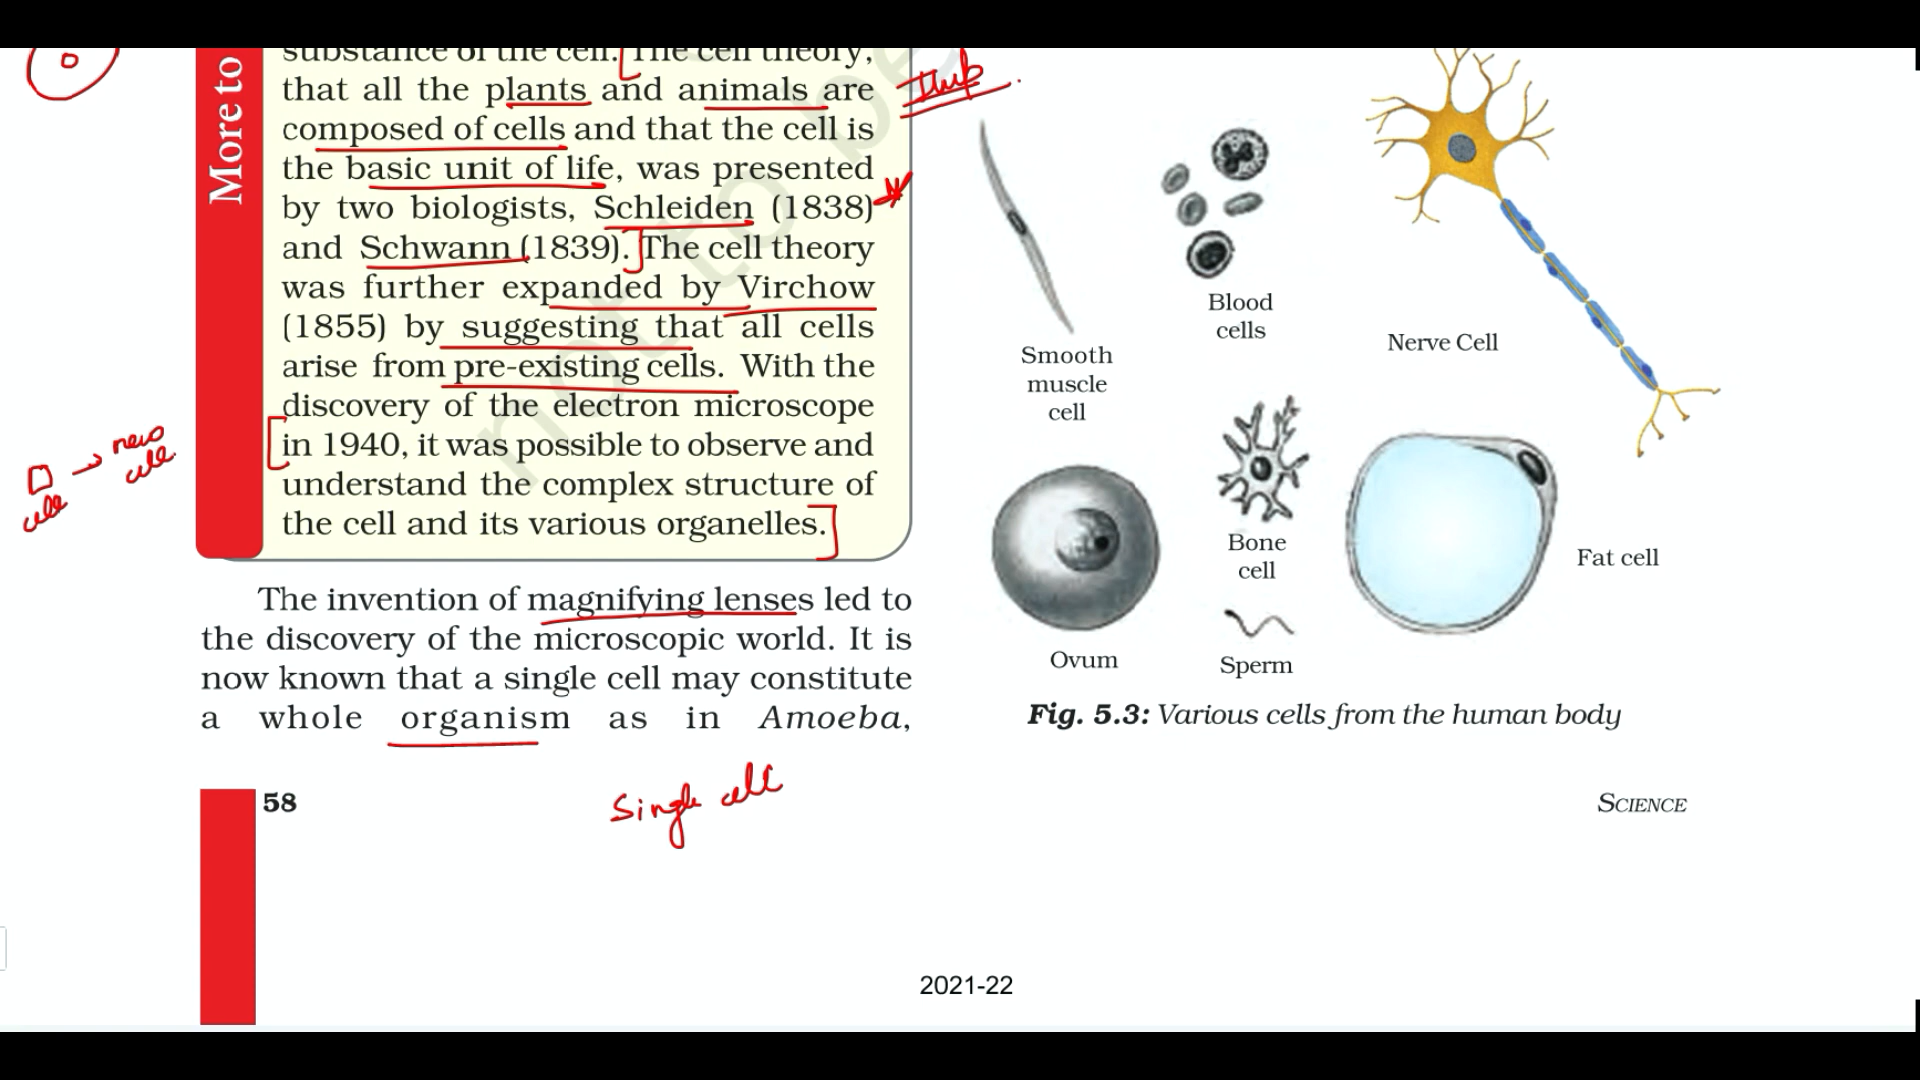 More to
substance of the cell. The cell theory,
that all the plants and animals are
composed of cells and that the cell is
the basic unit of life, was presented
by two biologists, Schleiden (1838)
and Schwann (1839). The cell theory
was further expanded by Virchow
(1855) by suggesting that all cells
arise from pre-existing cells. With the
discovery of the electron microscope
in 1940, it was possible to observe and
understand the complex structure of
the cell and its various organelles.
new
cell
cell
The invention of magnifying lenses led to
the discovery of the microscopic world. It is
now known that a single cell may constitute
a whole organism as in Amoeba,
Single cell
58
Smooth
muscle
cell
Blood
cells
Nerve Cell
Ovum
Bone
cell
Sperm
Fat cell
Fig. 5.3: Various cells from the human body
SCIENCE
2021-22
not to be